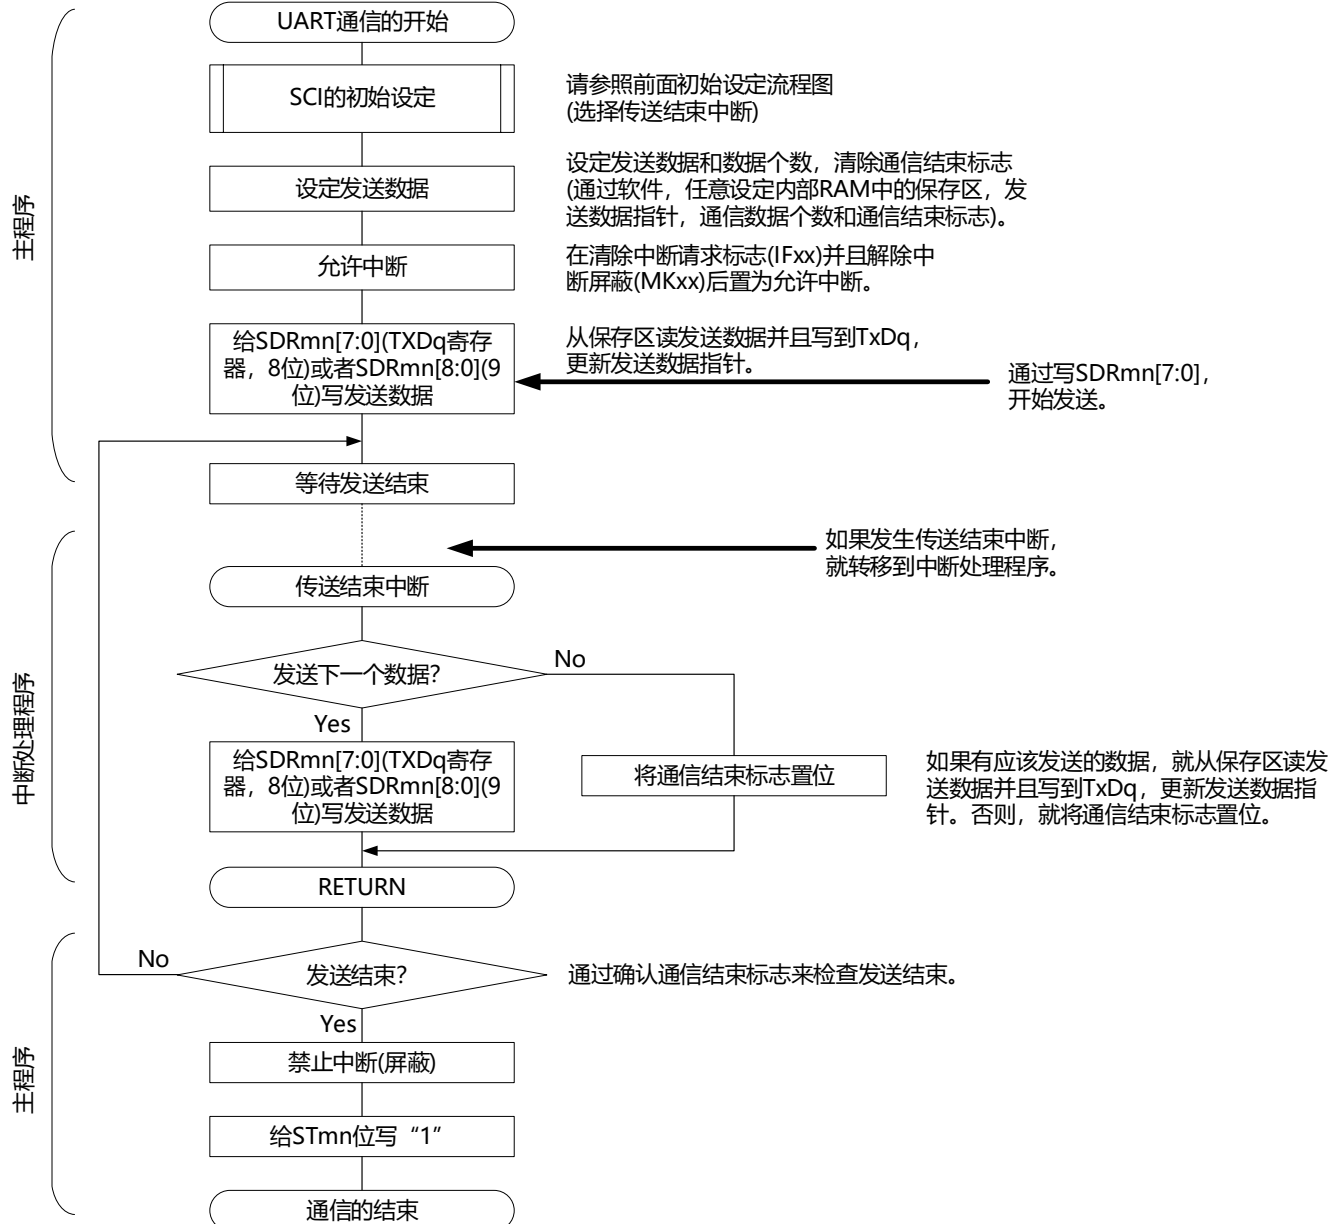 UART通信的开始
SCI的初始设定
请参照前面初始设定流程图
(选择传送结束中断)
设定发送数据
设定发送数据和数据个数，清除通信结束标志
(通过软件，任意设定内部RAM中的保存区，发
送数据指针，通信数据个数和通信结束标志)。
主程序
允许中断
在清除中断请求标志(IFxx)并且解除中
断屏蔽(MKxx)后置为允许中断。
给SDRmn[7:0](TXDq寄存
器，8位)或者SDRmn[8:0](9
位)写发送数据
从保存区读发送数据并且写到TxDq，
更新发送数据指针。
通过写SDRmn[7:0]，
开始发送。
等待发送结束
如果发生传送结束中断，
就转移到中断处理程序。
传送结束中断
发送下一个数据？
No
Yes
中断处理程序
给SDRmn[7:0](TXDq寄存
器，8位)或者SDRmn[8:0](9
位)写发送数据
将通信结束标志置位
如果有应该发送的数据，就从保存区读发
送数据并且写到TxDq，更新发送数据指
针。否则，就将通信结束标志置位。
RETURN
No
发送结束？
通过确认通信结束标志来检查发送结束。
Yes
主程序
禁止中断(屏蔽)
给STmn位写“1”
通信的结束